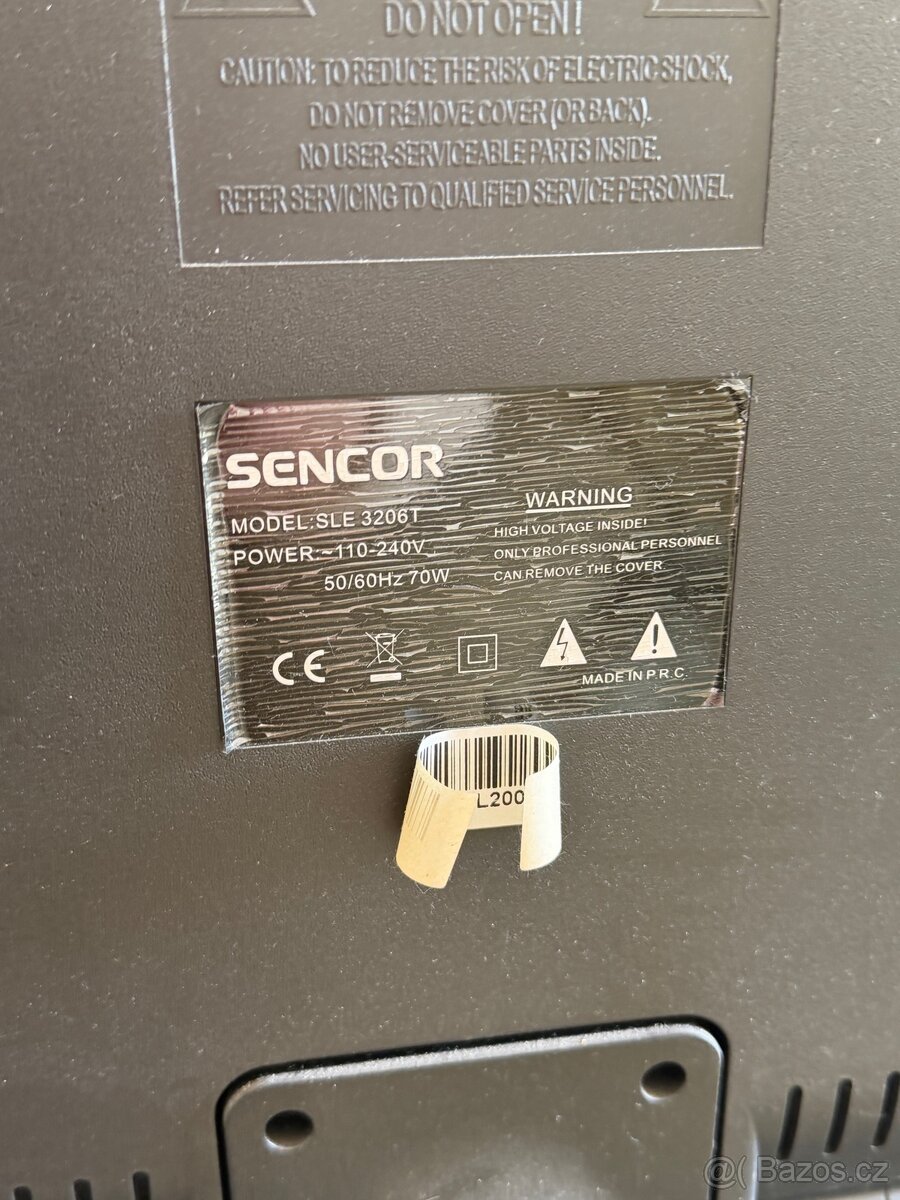 DO NOT OPEN!
CAUTION: TO REDUCE THE RISK OF ELECTRIC SHOCK,
DO NOT REMOVE COVER (OR BACK).
NO USER-SERVICEABLE PARTS INSIDE.
REFER SERVICING TO QUALIFIED SERVICE PERSONNEL.
SENCOR
MODEL:SLE 3206T
POWER:~110-240V
50/60Hz 70W
WARNING
HIGH VOLTAGE INSIDE!
ONLY PROFESSIONAL PERSONNEL
CAN REMOVE THE COVER.
CE
MADE IN P.R.C.
L200
@( Bazos.cz